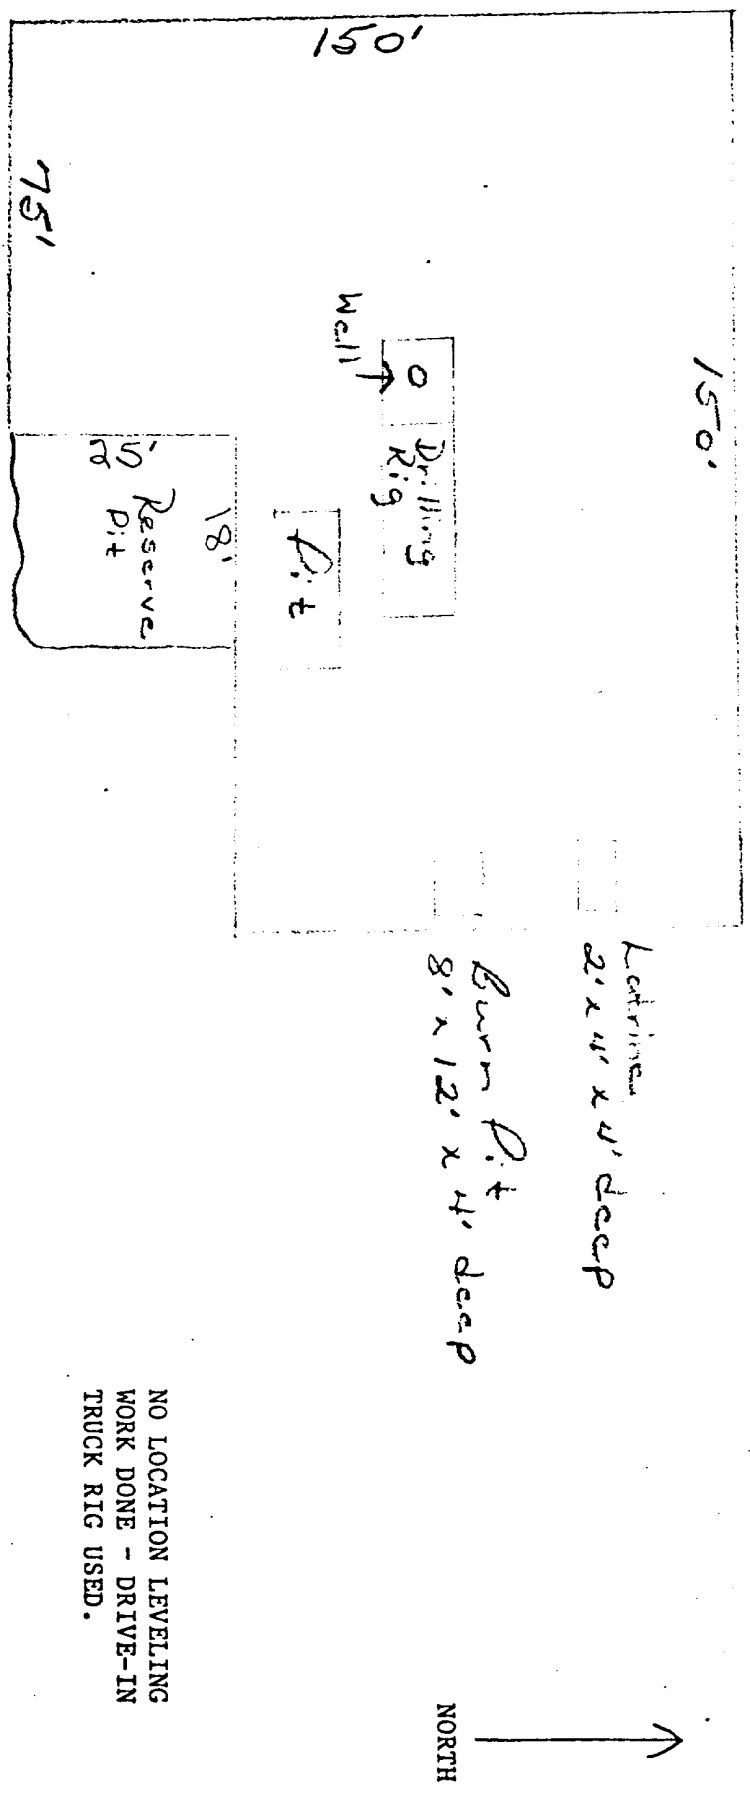 150'
150'
75'
Well
O
Drilling
Rig
Pit
25'
18'
Reserve
Pit
Latrine
2' x 4' x 4' deep
Burn Pit
8' x 12' x 4' deep
NORTH
NO LOCATION LEVELING
WORK DONE - DRIVE-IN
TRUCK RIG USED.